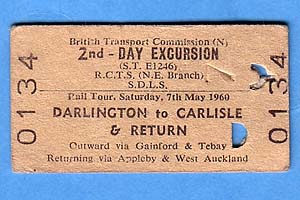 British Transport Commission (N)
2nd - DAY EXCURSION
(S.T. E1246)
R.C.T.S. (N.E. Branch)
S.D.L.S.
Rail Tour, Saturday, 7th May 1960
DARLINGTON to CARLISLE
& RETURN
Outward via Gainford & Tebay
Returning via Appleby & West Auckland
0134
0134